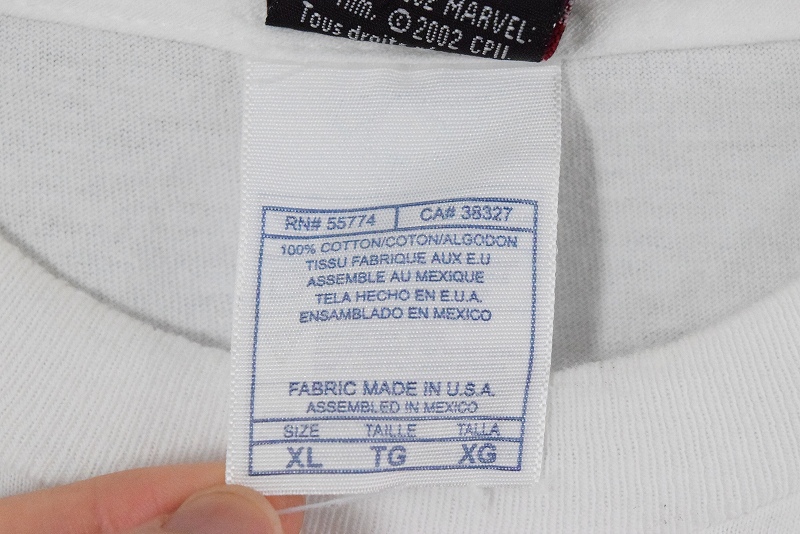 MARVEL:
©2002 CPII
Tous droits
RN# 55774 CA# 38327
100% COTTON/COTON/ALGODON
TISSU FABRIQUE AUX E.U
ASSEMBLE AU MEXIQUE
TELA HECHO EN E.U.A.
ENSAMBLADO EN MEXICO
FABRIC MADE IN U.S.A.
ASSEMBLED IN MEXICO
SIZE TAILLE TALLA
XL TG XG